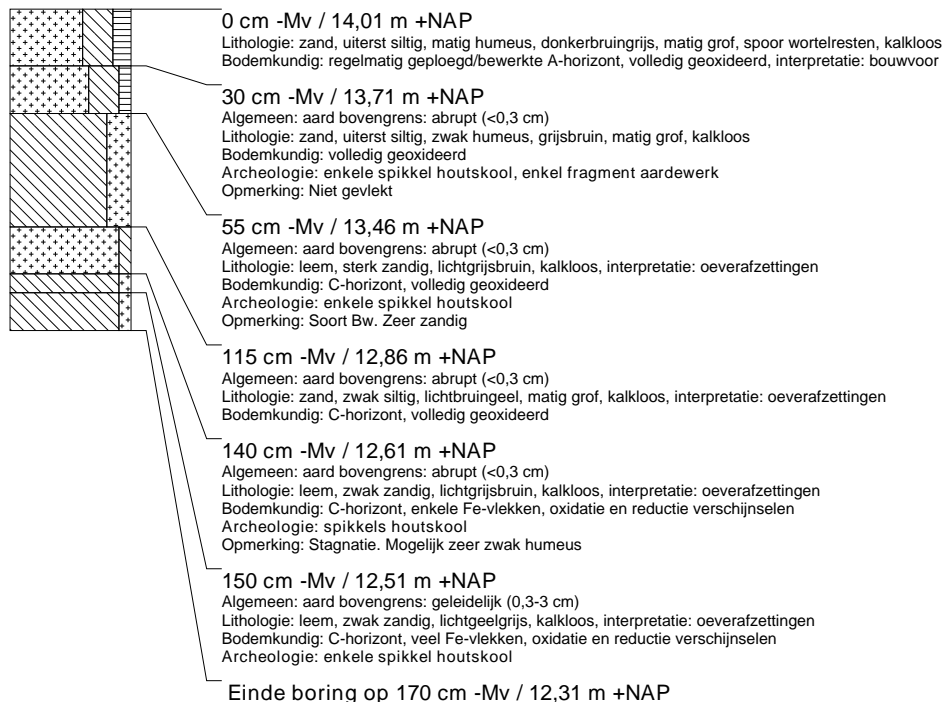 0 cm -Mv / 14,01 m +NAP
Lithologie: zand, uiterst siltig, matig humeus, donkerbruingrijs, matig grof, spoor wortelresten, kalkloos
Bodemkundig: regelmatig geploegd/bewerkte A-horizont, volledig geoxideerd, interpretatie: bouwvoor
30 cm -Mv / 13,71 m +NAP
Algemeen: aard bovengrens: abrupt (<0,3 cm)
Lithologie: zand, uiterst siltig, zwak humeus, grijsbruin, matig grof, kalkloos
Bodemkundig: volledig geoxideerd
Archeologie: enkele spikkel houtskool, enkel fragment aardewerk
Opmerking: Niet gevlekt
55 cm -Mv / 13,46 m +NAP
Algemeen: aard bovengrens: abrupt (<0,3 cm)
Lithologie: leem, sterk zandig, lichtgrijsbruin, kalkloos, interpretatie: oeverafzettingen
Bodemkundig: C-horizont, volledig geoxideerd
Archeologie: enkele spikkel houtskool
Opmerking: Soort Bw. Zeer zandig
115 cm -Mv / 12,86 m +NAP
Algemeen: aard bovengrens: abrupt (<0,3 cm)
Lithologie: zand, zwak siltig, lichtbruingeel, matig grof, kalkloos, interpretatie: oeverafzettingen
Bodemkundig: C-horizont, volledig geoxideerd
140 cm -Mv / 12,61 m +NAP
Algemeen: aard bovengrens: abrupt (<0,3 cm)
Lithologie: leem, zwak zandig, lichtgrijsbruin, kalkloos, interpretatie: oeverafzettingen
Bodemkundig: C-horizont, enkele Fe-vlekken, oxidatie en reductie verschijnselen
Archeologie: spikkels houtskool
Opmerking: Stagnatie. Mogelijk zeer zwak humeus
150 cm -Mv / 12,51 m +NAP
Algemeen: aard bovengrens: geleidelijk (0,3-3 cm)
Lithologie: leem, zwak zandig, lichtgeelgrijs, kalkloos, interpretatie: oeverafzettingen
Bodemkundig: C-horizont, veel Fe-vlekken, oxidatie en reductie verschijnselen
Archeologie: enkele spikkel houtskool
Einde boring op 170 cm -Mv / 12,31 m +NAP